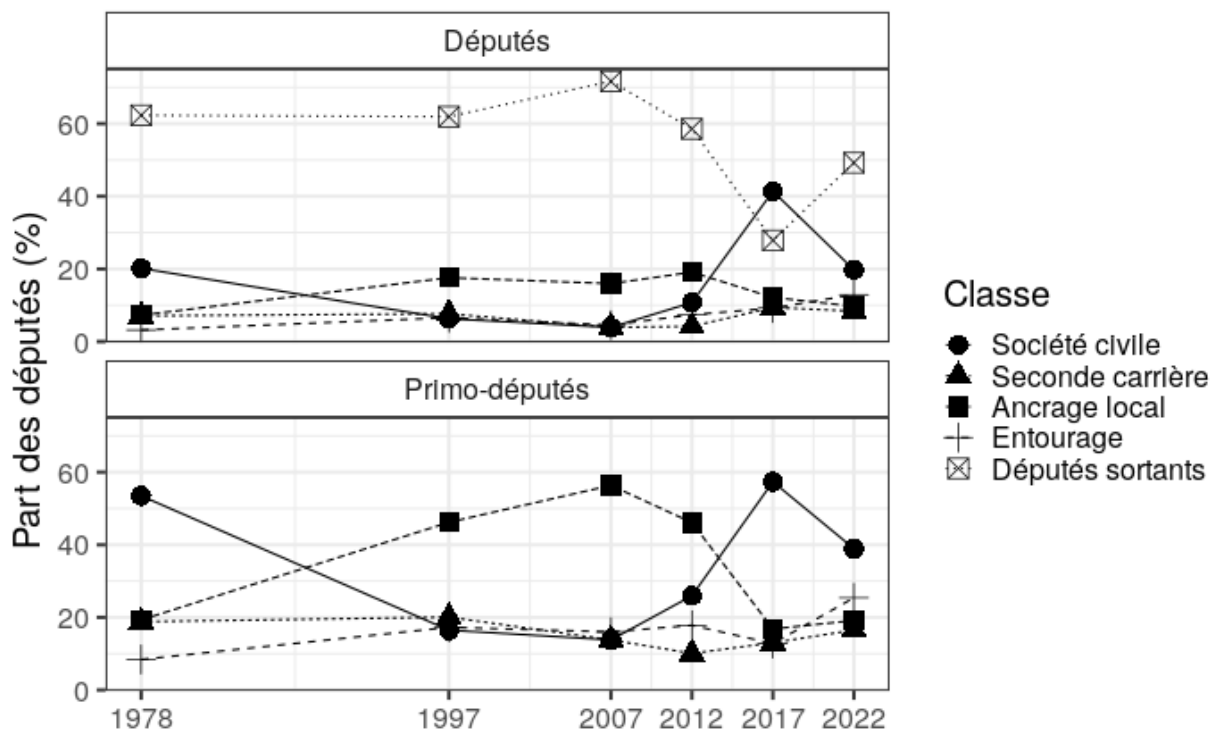 Députés
60
40
20
0
Primo-députés
60
40
20
0
1978 1997 2007 2012 2017 2022
Part des députés (%)
Classe
Société civile
Seconde carrière
Ancrage local
Entourage
Députés sortants